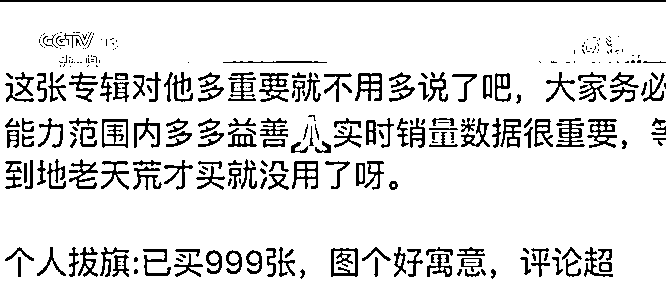 CCTV 13
这张专辑对他多重要就不用多说了吧，大家务必
能力范围内多多益善🙏实时销量数据很重要，等
到地老天荒才买就没用了呀。
个人拔旗:已买999张，图个好寓意，评论超